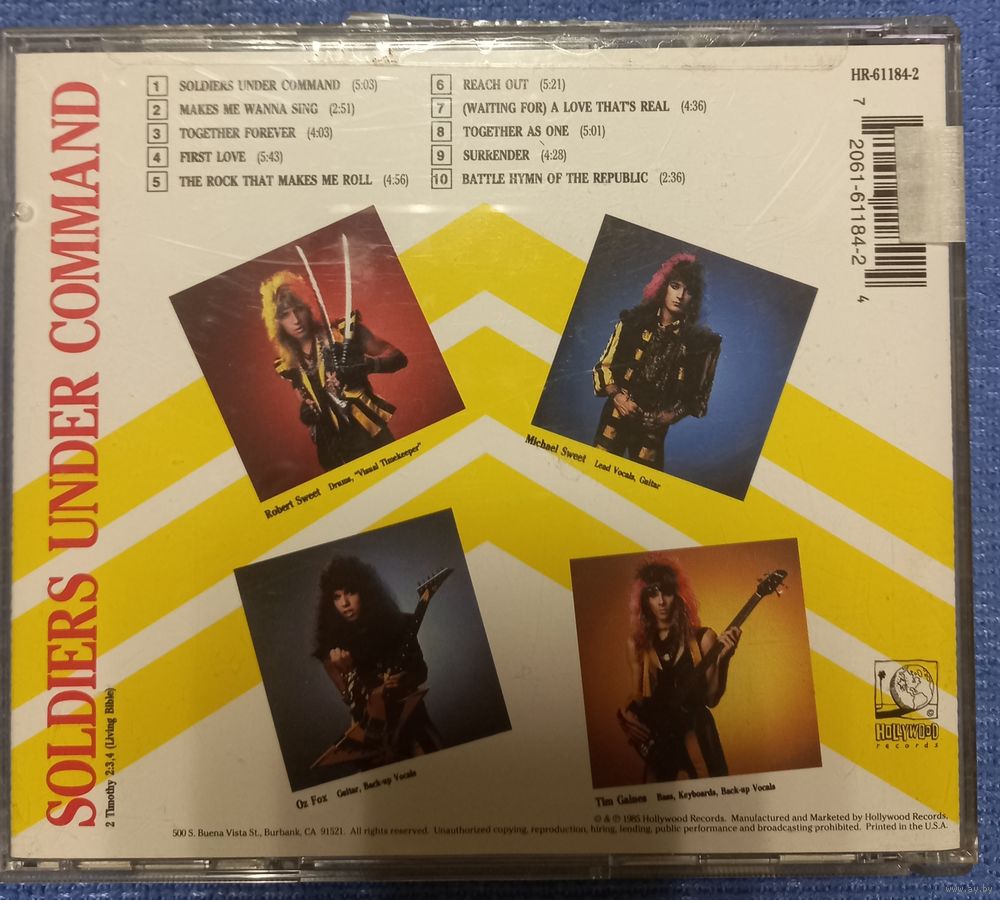 SOLDIERS UNDER COMMAND
2 Timothy 2:3,4 (Living Bible)
1 SOLDIERS UNDER COMMAND (5:03)
2 MAKES ME WANNA SING (2:51)
3 TOGETHER FOREVER (4:03)
4 FIRST LOVE (5:43)
5 THE ROCK THAT MAKES ME ROLL (4:56)
6 REACH OUT (5:21)
7 (WAITING FOR) A LOVE THAT'S REAL (4:36)
8 TOGETHER AS ONE (5:01)
9 SURRENDER (4:28)
10 BATTLE HYMN OF THE REPUBLIC (2:36)
HR-61184-2
7 2061-61184-2 4
Robert Sweet Drums, "Visual Timekeeper"
Michael Sweet Lead Vocals, Guitar
Oz Fox Guitar, Back-up Vocals
Tim Gaines Bass, Keyboards, Back-up Vocals
HOLLYWOOD
records
© & ℗ 1985 Hollywood Records. Manufactured and Marketed by Hollywood Records,
500 S. Buena Vista St., Burbank, CA 91521. All rights reserved. Unauthorized copying, reproduction, hiring, lending, public performance and broadcasting prohibited. Printed in the U.S.A.
www.ay.by